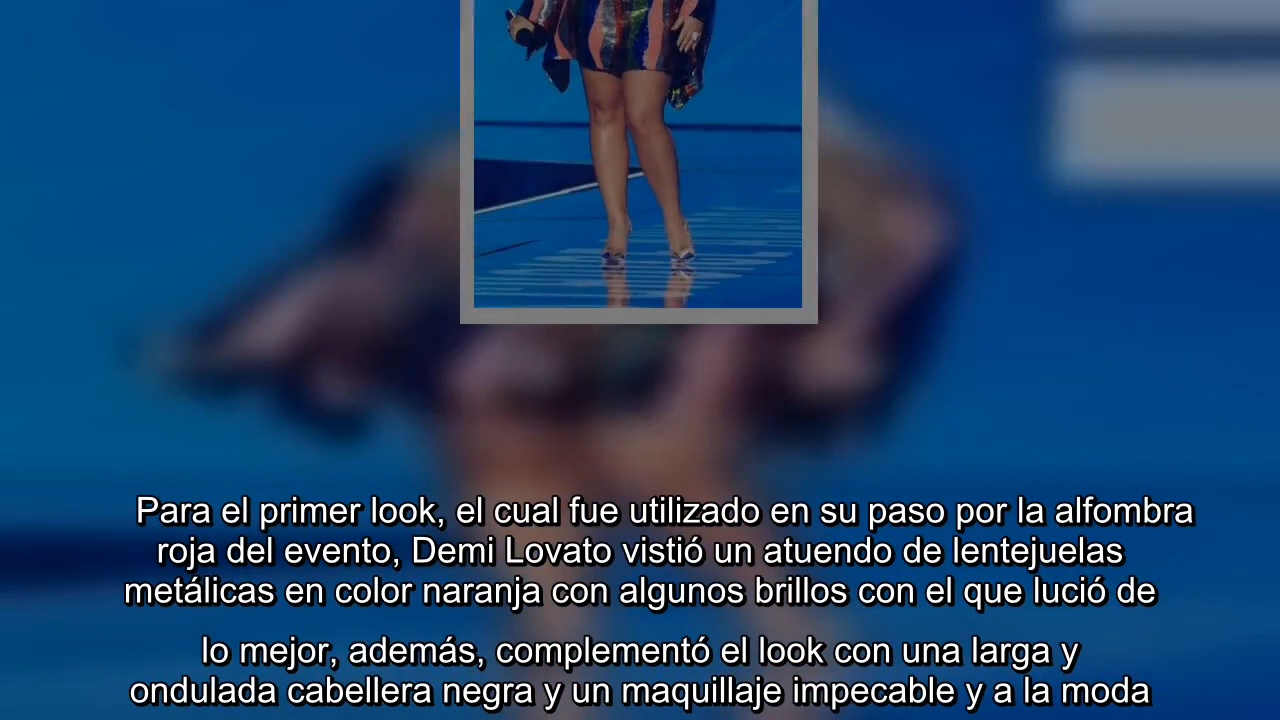 Para el primer look, el cual fue utilizado en su paso por la alfombra
roja del evento, Demi Lovato vistió un atuendo de lentejuelas
metálicas en color naranja con algunos brillos con el que lució de
lo mejor, además, complementó el look con una larga y
ondulada cabellera negra y un maquillaje impecable y a la moda